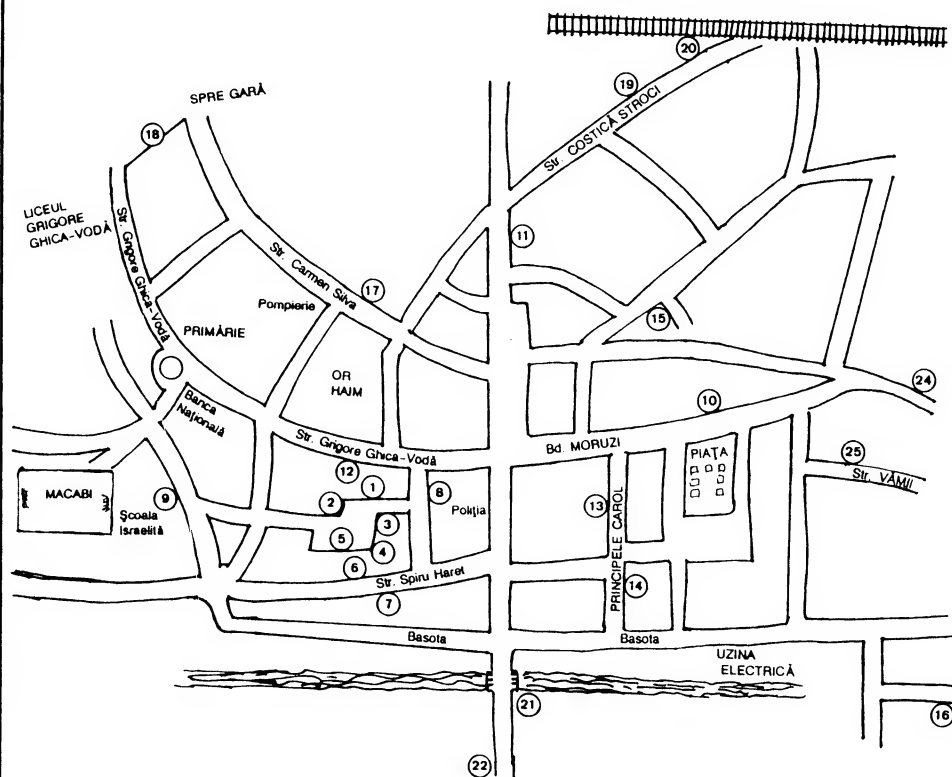 20
19
Str. COSTICĂ STROCI
SPRE GARĂ
18
LICEUL
GRIGORE
GHICA-VODĂ
Str. Grigore Ghica-Vodă
11
Str. Carmen Silva
17
Pompierie
15
PRIMĂRIE
OR
HAIM
24
10
Banca
Națională
Str. Grigore Ghica-Vodă
Bd. MORUZI
PIAȚA
25
Str. VĂMII
12
1
8
MACABI
9
Școala
Israelită
2
3
Poliția
13
PRINCIPELE CAROL
5
4
6
Str. Spiru Haret
7
14
Basota
Basota
UZINA
ELECTRICĂ
21
16
22